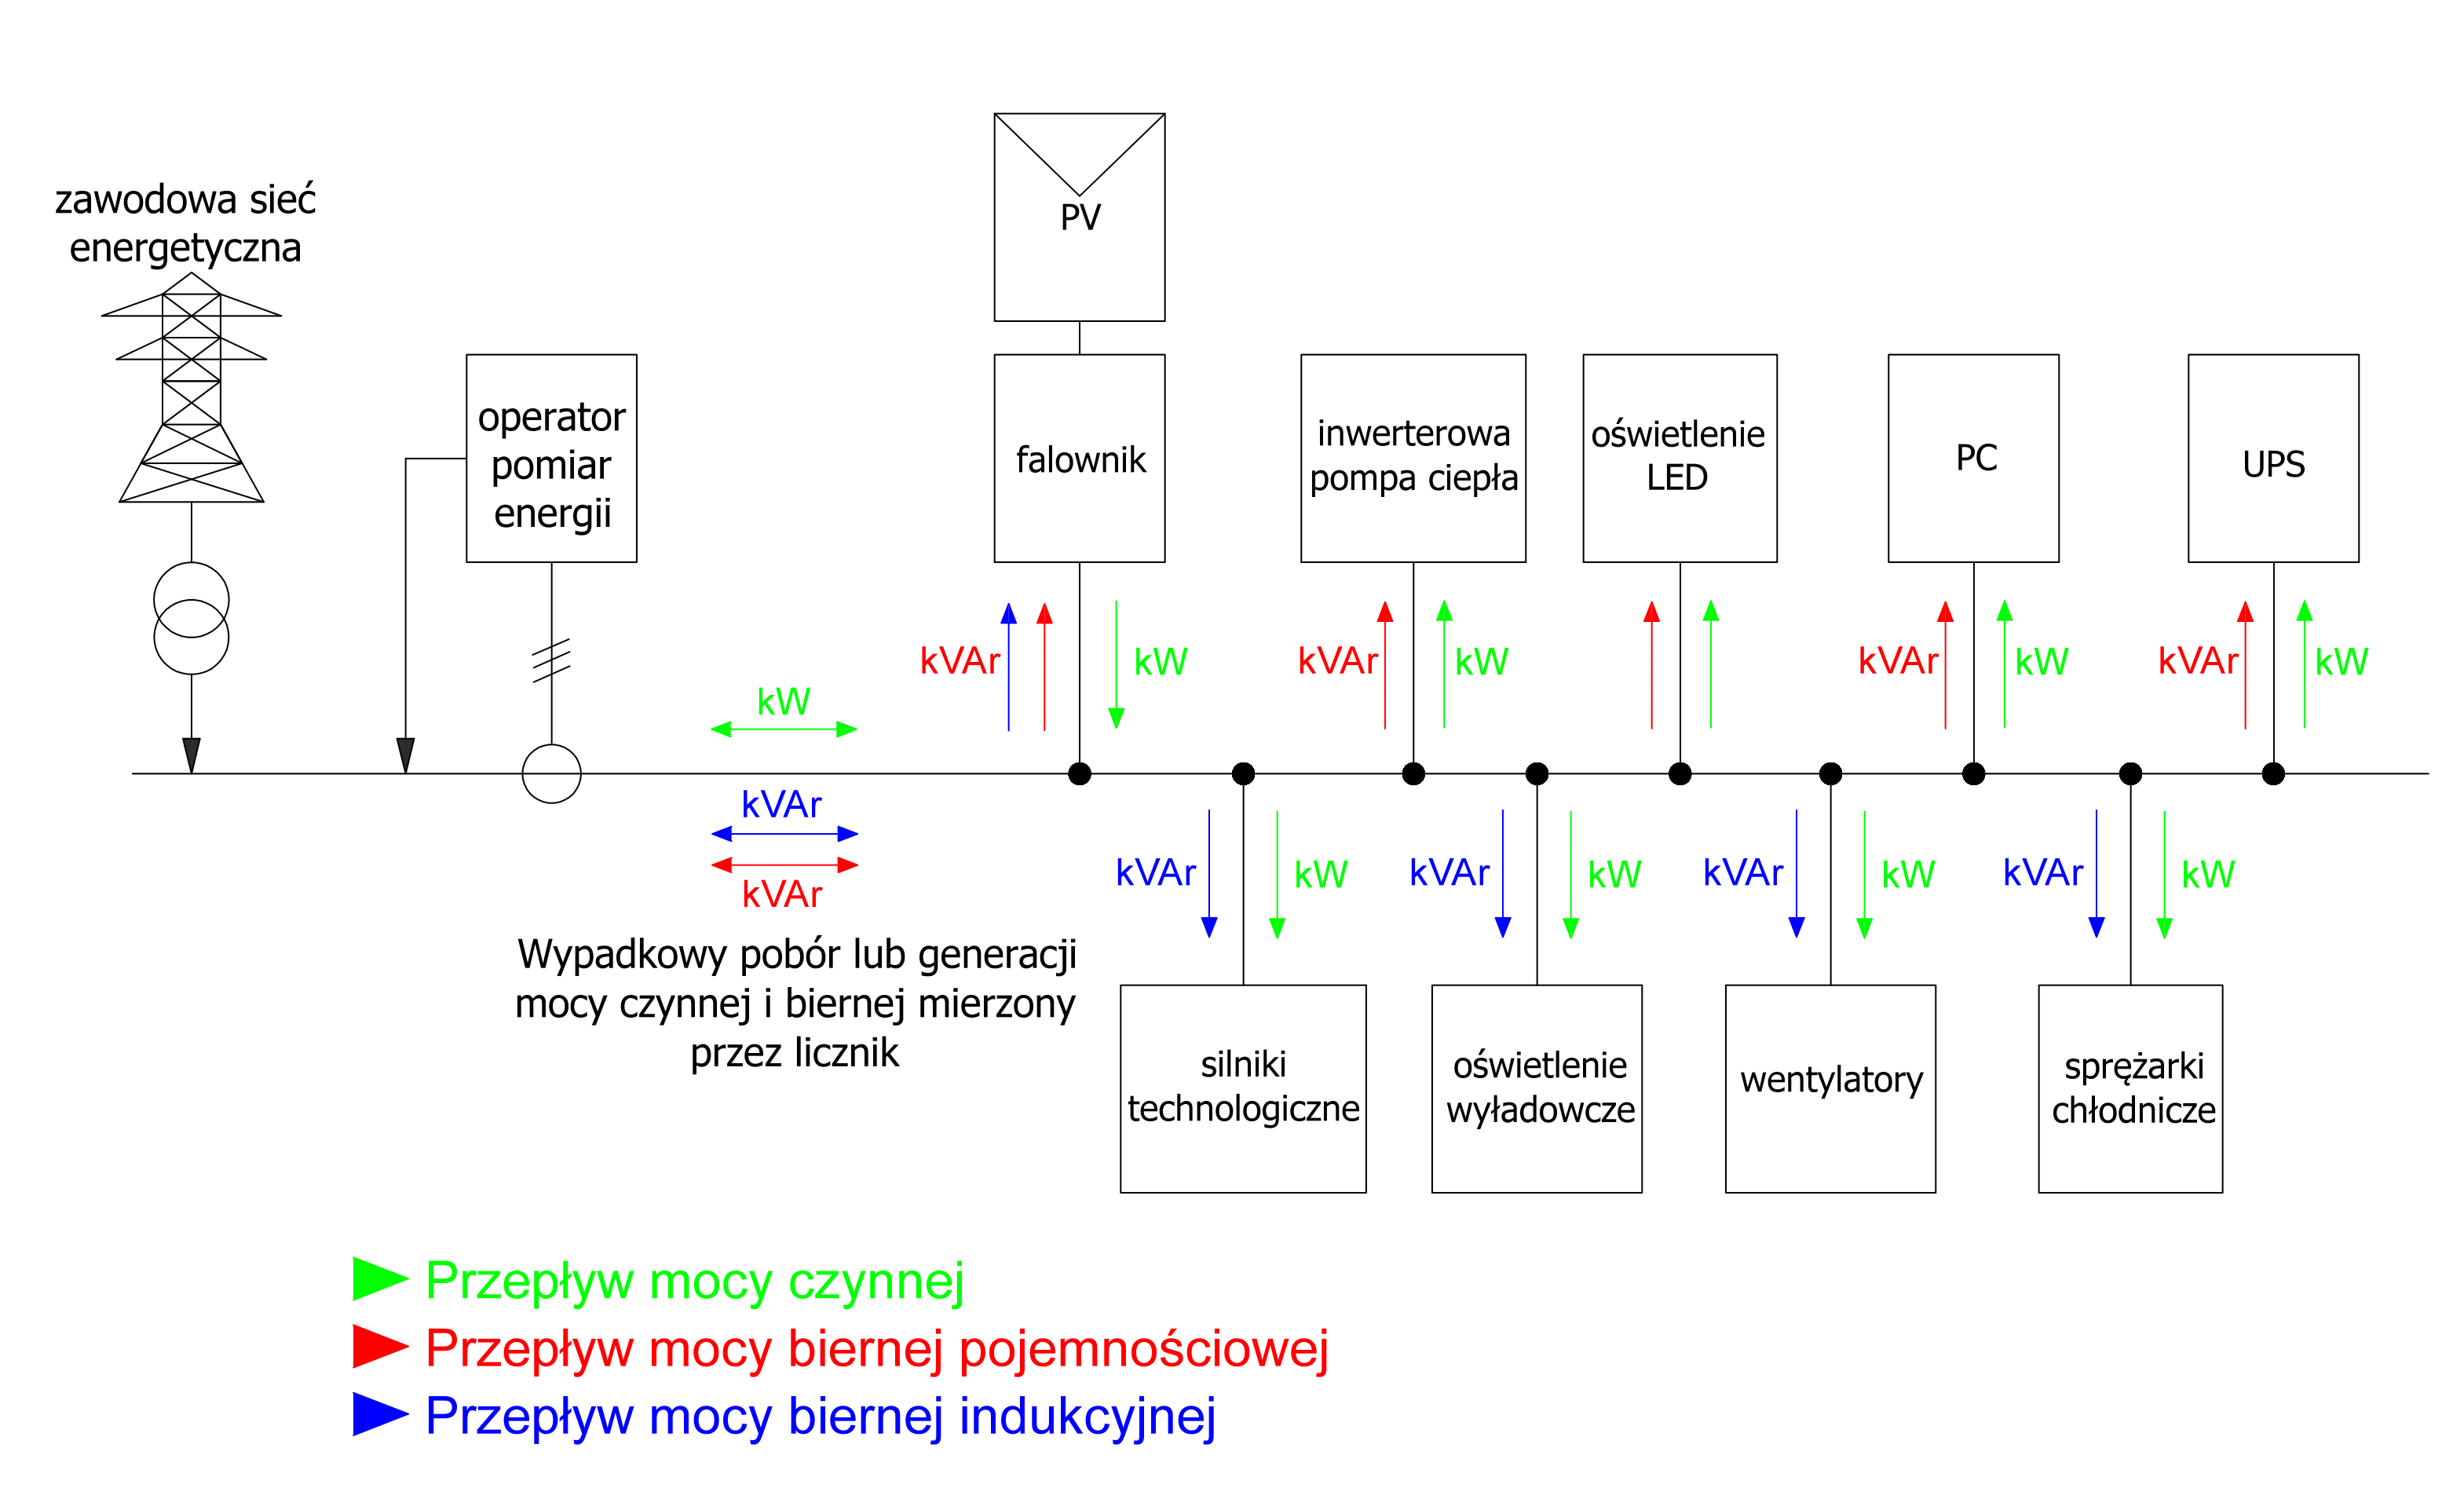 zawodowa sieć
energetyczna
operator
pomiar
energii
PV
falownik
inwerterowa
pompa ciepła
oświetlenie
LED
PC
UPS
kW
kVAr
kVAr
kVAr
kW
kVAr
kW
kVAr
kW
kVAr
kW
kVAr
kW
kVAr
kW
kVAr
kW
kVAr
kW
Wypadkowy pobór lub generacji
mocy czynnej i biernej mierzony
przez licznik
silniki
technologiczne
oświetlenie
wyładowcze
wentylatory
sprężarki
chłodnicze
Przepływ mocy czynnej
Przepływ mocy biernej pojemnościowej
Przepływ mocy biernej indukcyjnej